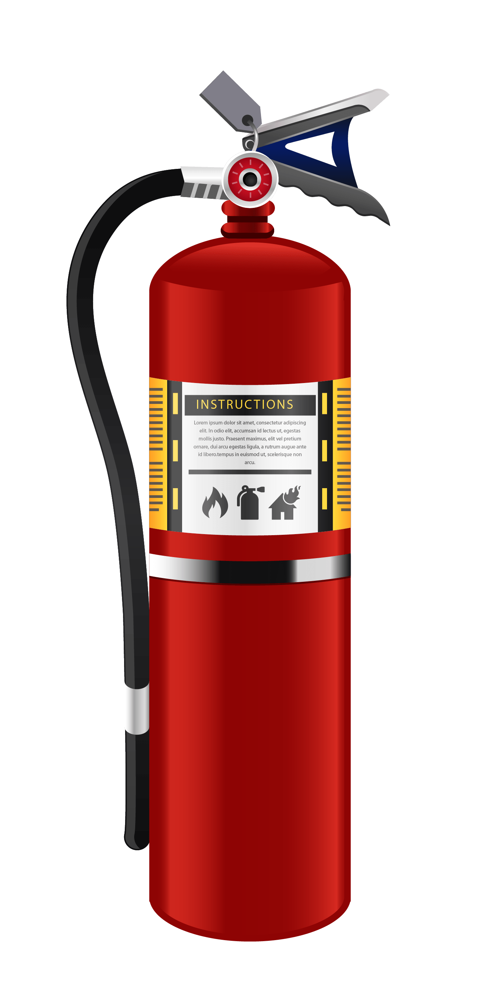 INSTRUCTIONS
Lorem ipsum dolor sit amet, consectetur adipiscing
elit. In odio elit, accumsan id lectus ut, egestas
mollis justo. Praesent maximus, elit vel pretium
ornare, dui arcu egestas ligula, a rutrum augue ante
id libero.tempus in euismod ut, scelerisque non
arcu.